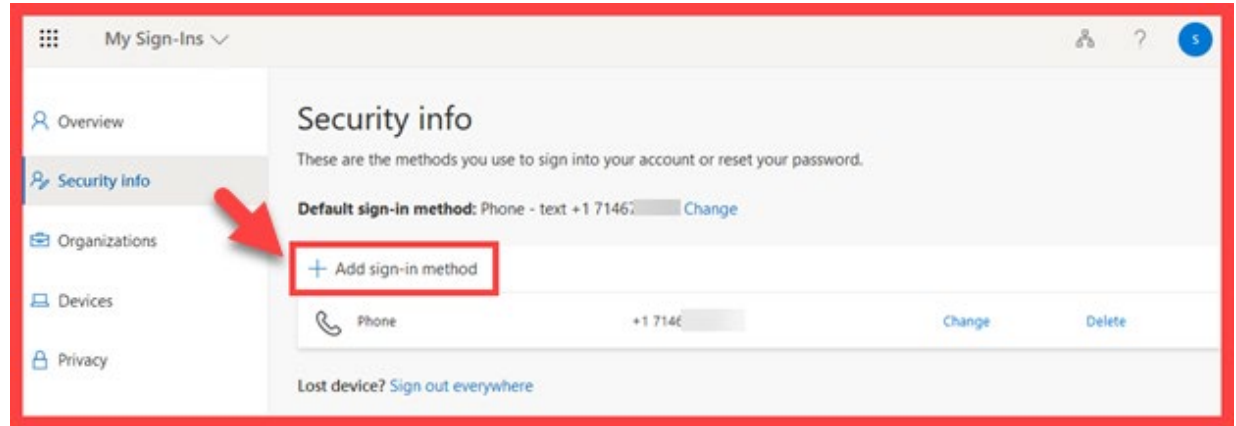 My Sign-Ins
?
S
Overview
Security info
Organizations
Devices
Privacy
Security info
These are the methods you use to sign into your account or reset your password.
Default sign-in method: Phone - text +1 7146 Change
+ Add sign-in method
Phone +1 714 Change Delete
Lost device? Sign out everywhere